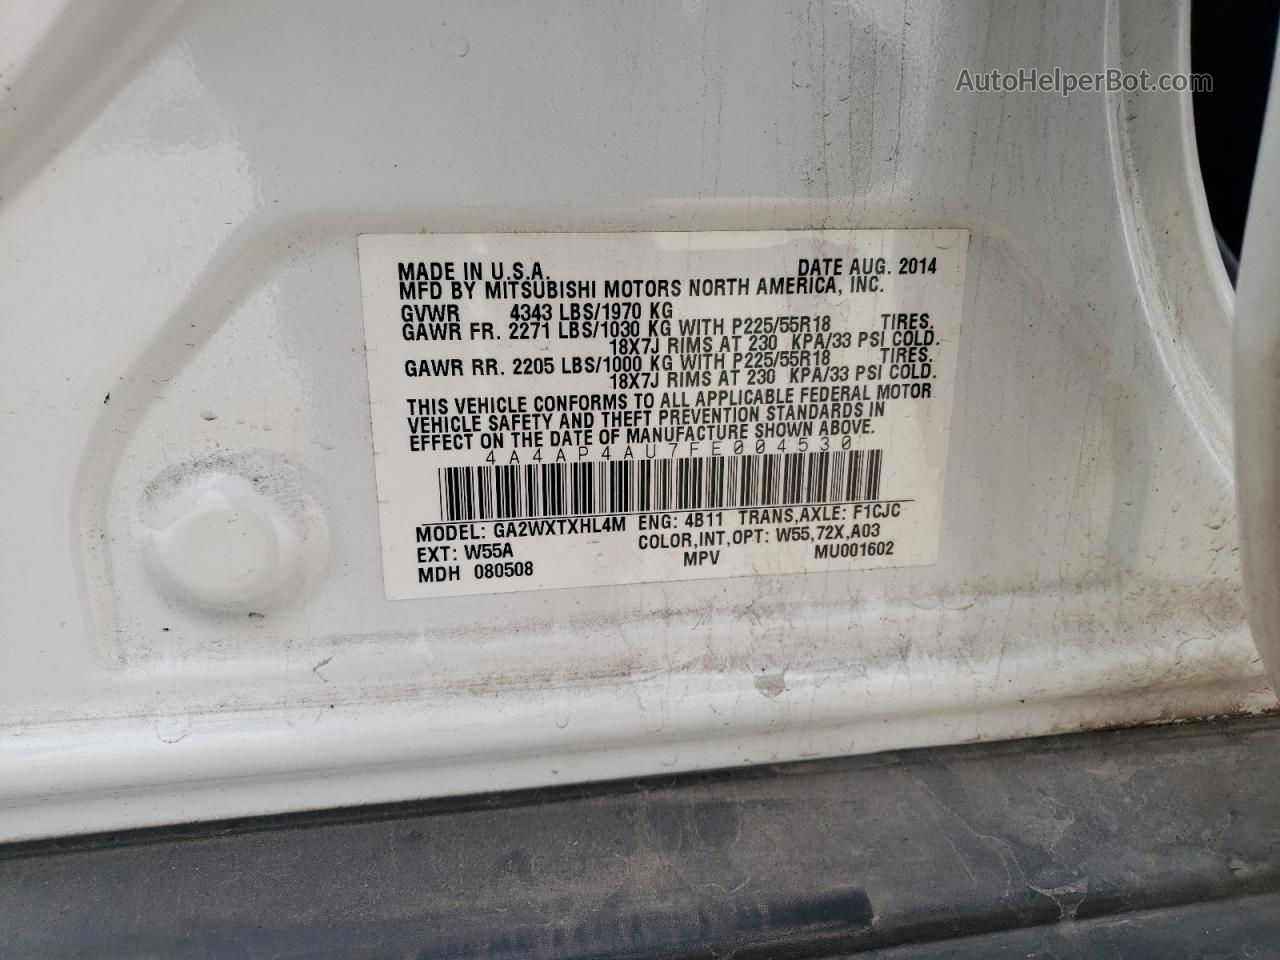 AutoHelperBot.com
MADE IN U.S.A. DATE AUG. 2014
MFD BY MITSUBISHI MOTORS NORTH AMERICA, INC.
GVWR 4343 LBS/1970 KG
GAWR FR. 2271 LBS/1030 KG WITH P225/55R18 TIRES.
18X7J RIMS AT 230 KPA/33 PSI COLD.
GAWR RR. 2205 LBS/1000 KG WITH P225/55R18 TIRES.
18X7J RIMS AT 230 KPA/33 PSI COLD.
THIS VEHICLE CONFORMS TO ALL APPLICABLE FEDERAL MOTOR
VEHICLE SAFETY AND THEFT PREVENTION STANDARDS IN
EFFECT ON THE DATE OF MANUFACTURE SHOWN ABOVE.
4A4AP4AU7FE004530
MODEL: GA2WXTXHL4M ENG: 4B11 TRANS,AXLE: F1CJC
EXT: W55A COLOR,INT,OPT: W55,72X,A03
MDH 080508 MPV MU001602